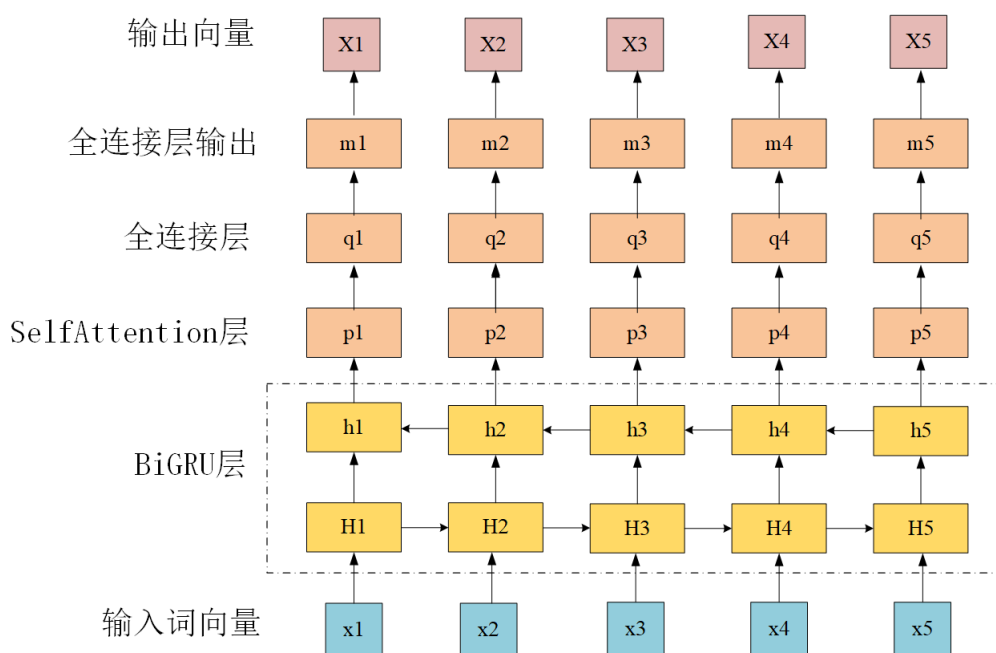 输出向量 X1 X2 X3 X4 X5
全连接层输出 m1 m2 m3 m4 m5
全连接层 q1 q2 q3 q4 q5
SelfAttention层 p1 p2 p3 p4 p5
h1 h2 h3 h4 h5
BiGRU层
H1 H2 H3 H4 H5
输入词向量 x1 x2 x3 x4 x5